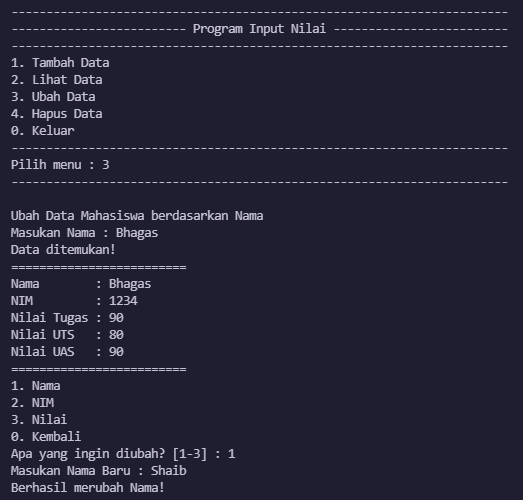 -----------------------------------------------------------------------
------------------------- Program Input Nilai -------------------------
-----------------------------------------------------------------------
1. Tambah Data
2. Lihat Data
3. Ubah Data
4. Hapus Data
0. Keluar
-----------------------------------------------------------------------
Pilih menu : 3
-----------------------------------------------------------------------
Ubah Data Mahasiswa berdasarkan Nama
Masukan Nama : Bhagas
Data ditemukan!
=========================
Nama        : Bhagas
NIM         : 1234
Nilai Tugas : 90
Nilai UTS   : 80
Nilai UAS   : 90
=========================
1. Nama
2. NIM
3. Nilai
0. Kembali
Apa yang ingin diubah? [1-3] : 1
Masukan Nama Baru : Shaib
Berhasil merubah Nama!